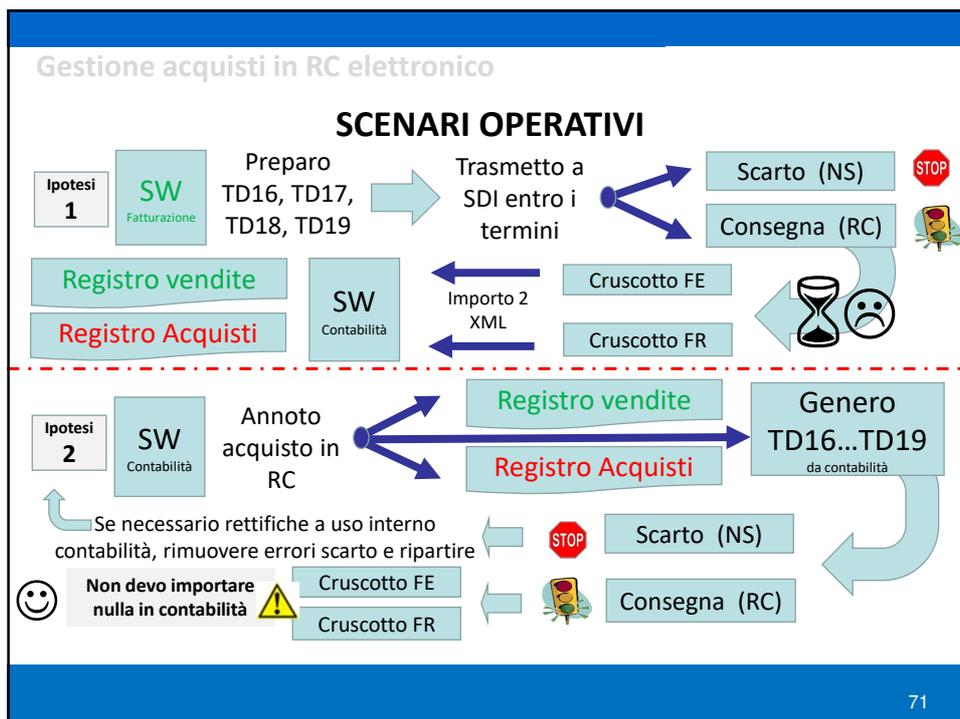 Gestione acquisti in RC elettronico
SCENARI OPERATIVI
Ipotesi
1
SW
Fatturazione
Preparo
TD16, TD17,
TD18, TD19
Trasmetto a
SDI entro i
termini
Scarto (NS)
STOP
Consegna (RC)
Registro vendite
Registro Acquisti
SW
Contabilità
Importo 2
XML
Cruscotto FE
Cruscotto FR
Ipotesi
2
SW
Contabilità
Annoto
acquisto in
RC
Registro vendite
Registro Acquisti
Genero
TD16...TD19
da contabilità
Se necessario rettifiche a uso interno
contabilità, rimuovere errori scarto e ripartire
STOP
Scarto (NS)
Non devo importare
nulla in contabilità
Cruscotto FE
Cruscotto FR
Consegna (RC)
71